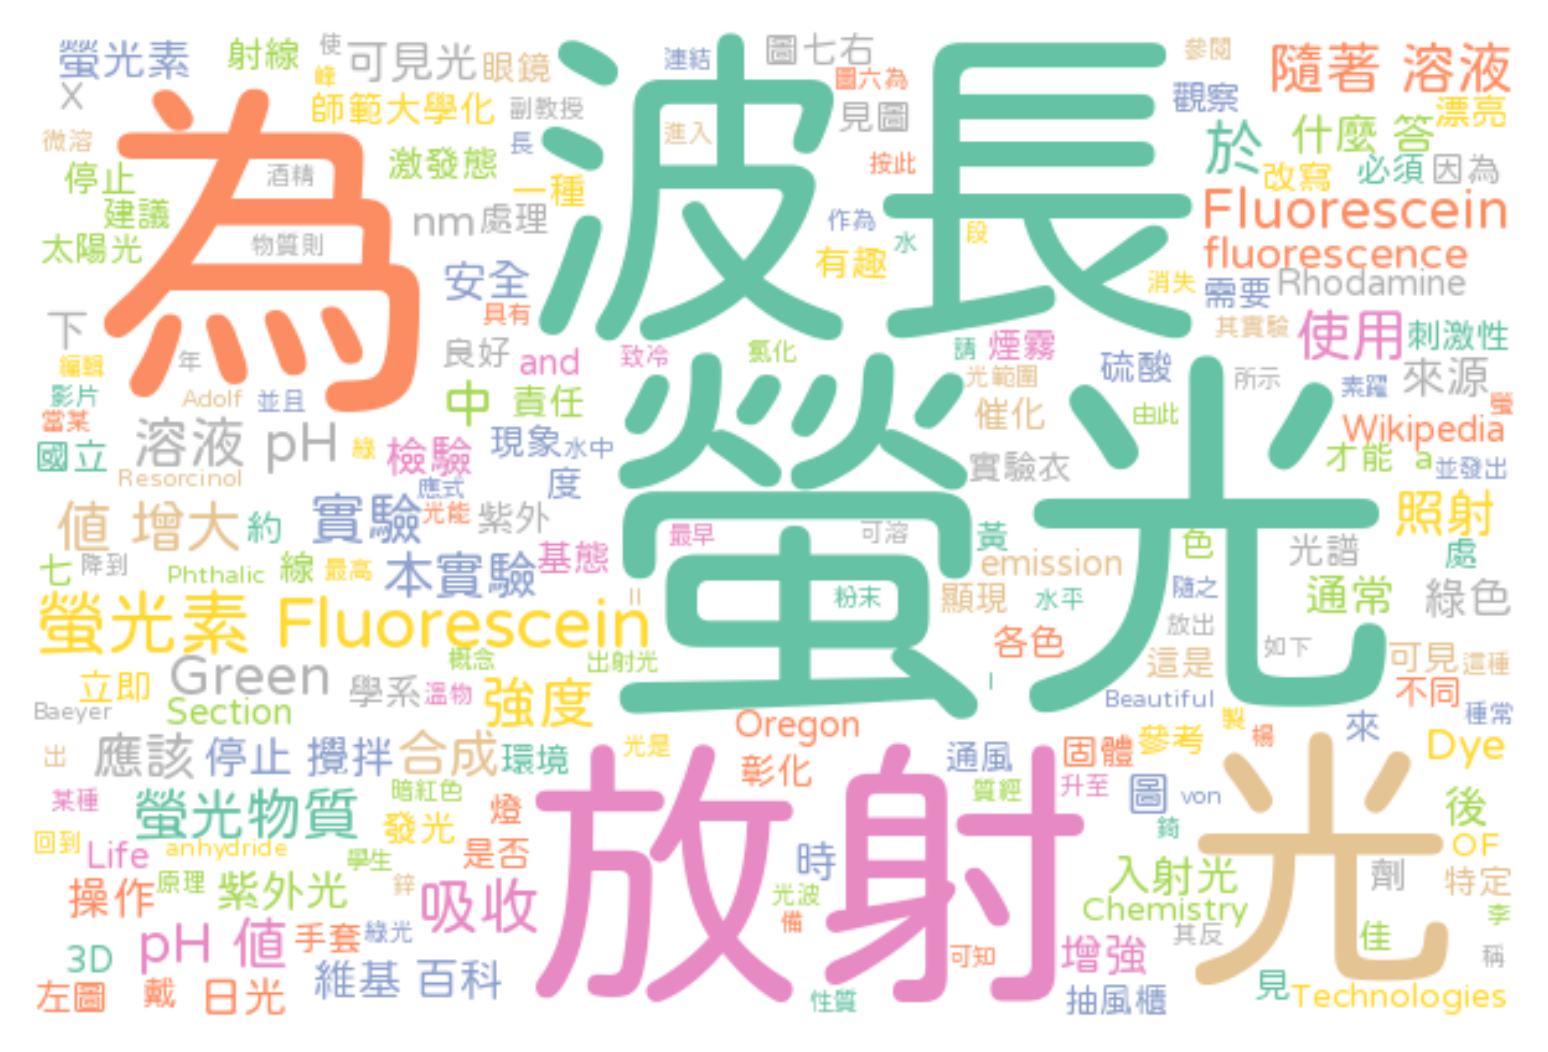 螢光素 射線 使 可見光 眼鏡 連結 圖七右 參閱 隨著 溶液
X 峰 師範大學化 副教授 圖六為 見圖 觀察 漂亮
為 波長
微溶 酒精 激發態 長 進入 按此 於 什麼 答
停止 一種 改寫 必須 因為
建議 物質則 nm 處理 作為 水 段 Fluorescein
太陽光 安全 有趣 消失 fluorescence
下 具有 需要 Rhodamine
編輯 年 良好 and 致冷 氯化 請 煙霧 其實驗 使用 刺激性
影片 Adolf 並且 中 責任 光範圍 硫酸 所示 素躍 來源
當某 催化 由此 螢
國立 溶液 pH 綠 檢驗 現象 水中 螢光 實驗衣 Wikipedia
Resorcinol 應式 度 才能 a 並發出
值 增大 約 實驗 光能 紫外 最早 可溶 黃 照射
七 降到 Phthalic 線 最高 本實驗 基態 emission 色 光譜 處
螢光素 Fluorescein II 粉末 顯現 水平 隨之 通常 綠色
概念 出射光 各色 放出 如下
立即 Green 學系 溫物 強度 I 這是 可見 這種
Baeyer Section Oregon Beautiful 不同 種常
出 應該 停止 攪拌 合成 環境 光是 彰化 通風 固體 參考 製 楊 來 Dye
某種 螢光物質 暗紅色 燈 放射 質經 升至 圖 von 光 後
回到 Life anhydride 學生 發光 是否 時 錡 OF
操作 原理 紫外光 鋅 吸收 光波 入射光 劑 特定
pH 值 手套 綠光 備 Chemistry 李
3D 可知 增強 其反 佳 稱
左圖 戴 日光 維基 百科 性質 抽風櫃 見 Technologies